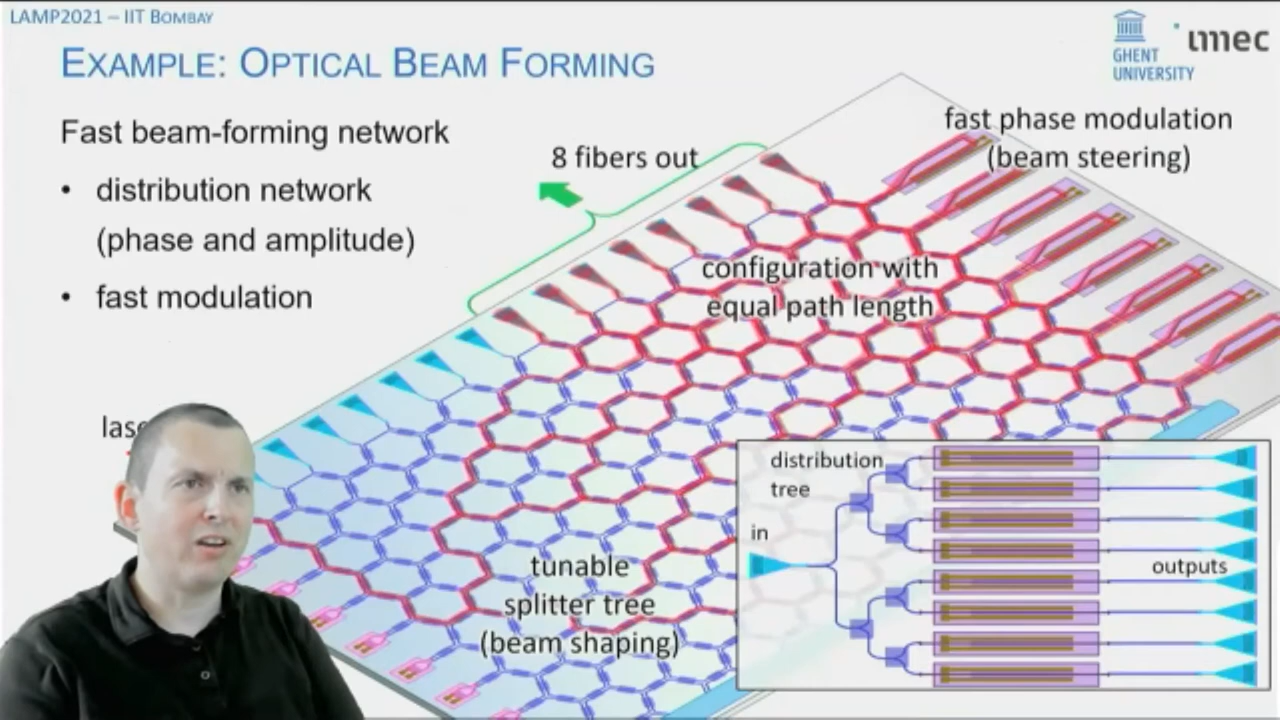 LAMP2021 – IIT BOMBAY
EXAMPLE: OPTICAL BEAM FORMING
GHENT
UNIVERSITY
imec
Fast beam-forming network
• distribution network
(phase and amplitude)
• fast modulation
8 fibers out
fast phase modulation
(beam steering)
configuration with
equal path length
tunable
splitter tree
(beam shaping)
distribution
tree
in
outputs